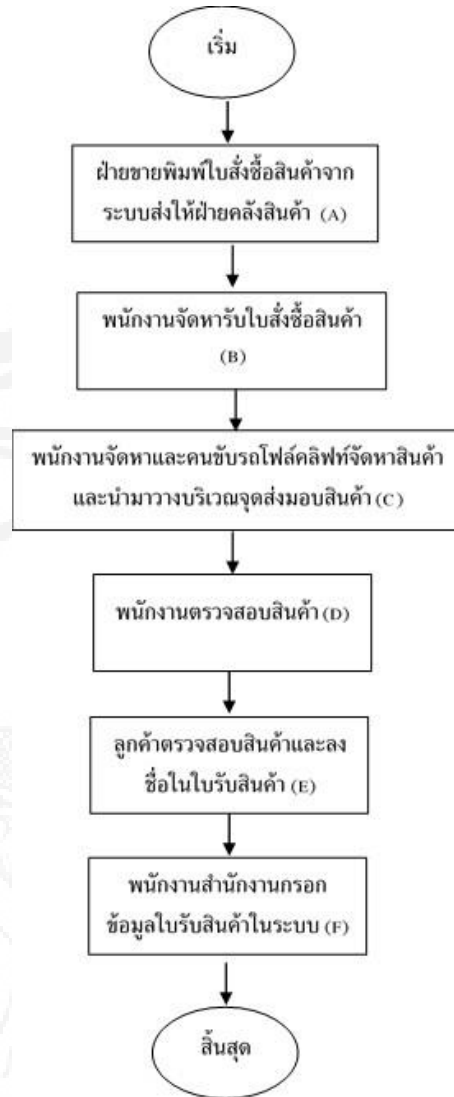 เริ่ม
ฝ่ายขายพิมพ์ใบสั่งซื้อสินค้าจาก
ระบบส่งให้ฝ่ายคลังสินค้า (A)
พนักงานจัดหารับใบสั่งซื้อสินค้า
(B)
พนักงานจัดหาและคนขับรถโฟล์คลิฟท์จัดหาสินค้า
และนำมาวางบริเวณจุดส่งมอบสินค้า (C)
พนักงานตรวจสอบสินค้า (D)
ลูกค้าตรวจสอบสินค้าและลง
ชื่อในใบรับสินค้า (E)
พนักงานสำนักงานกรอก
ข้อมูลใบรับสินค้าในระบบ (F)
สิ้นสุด